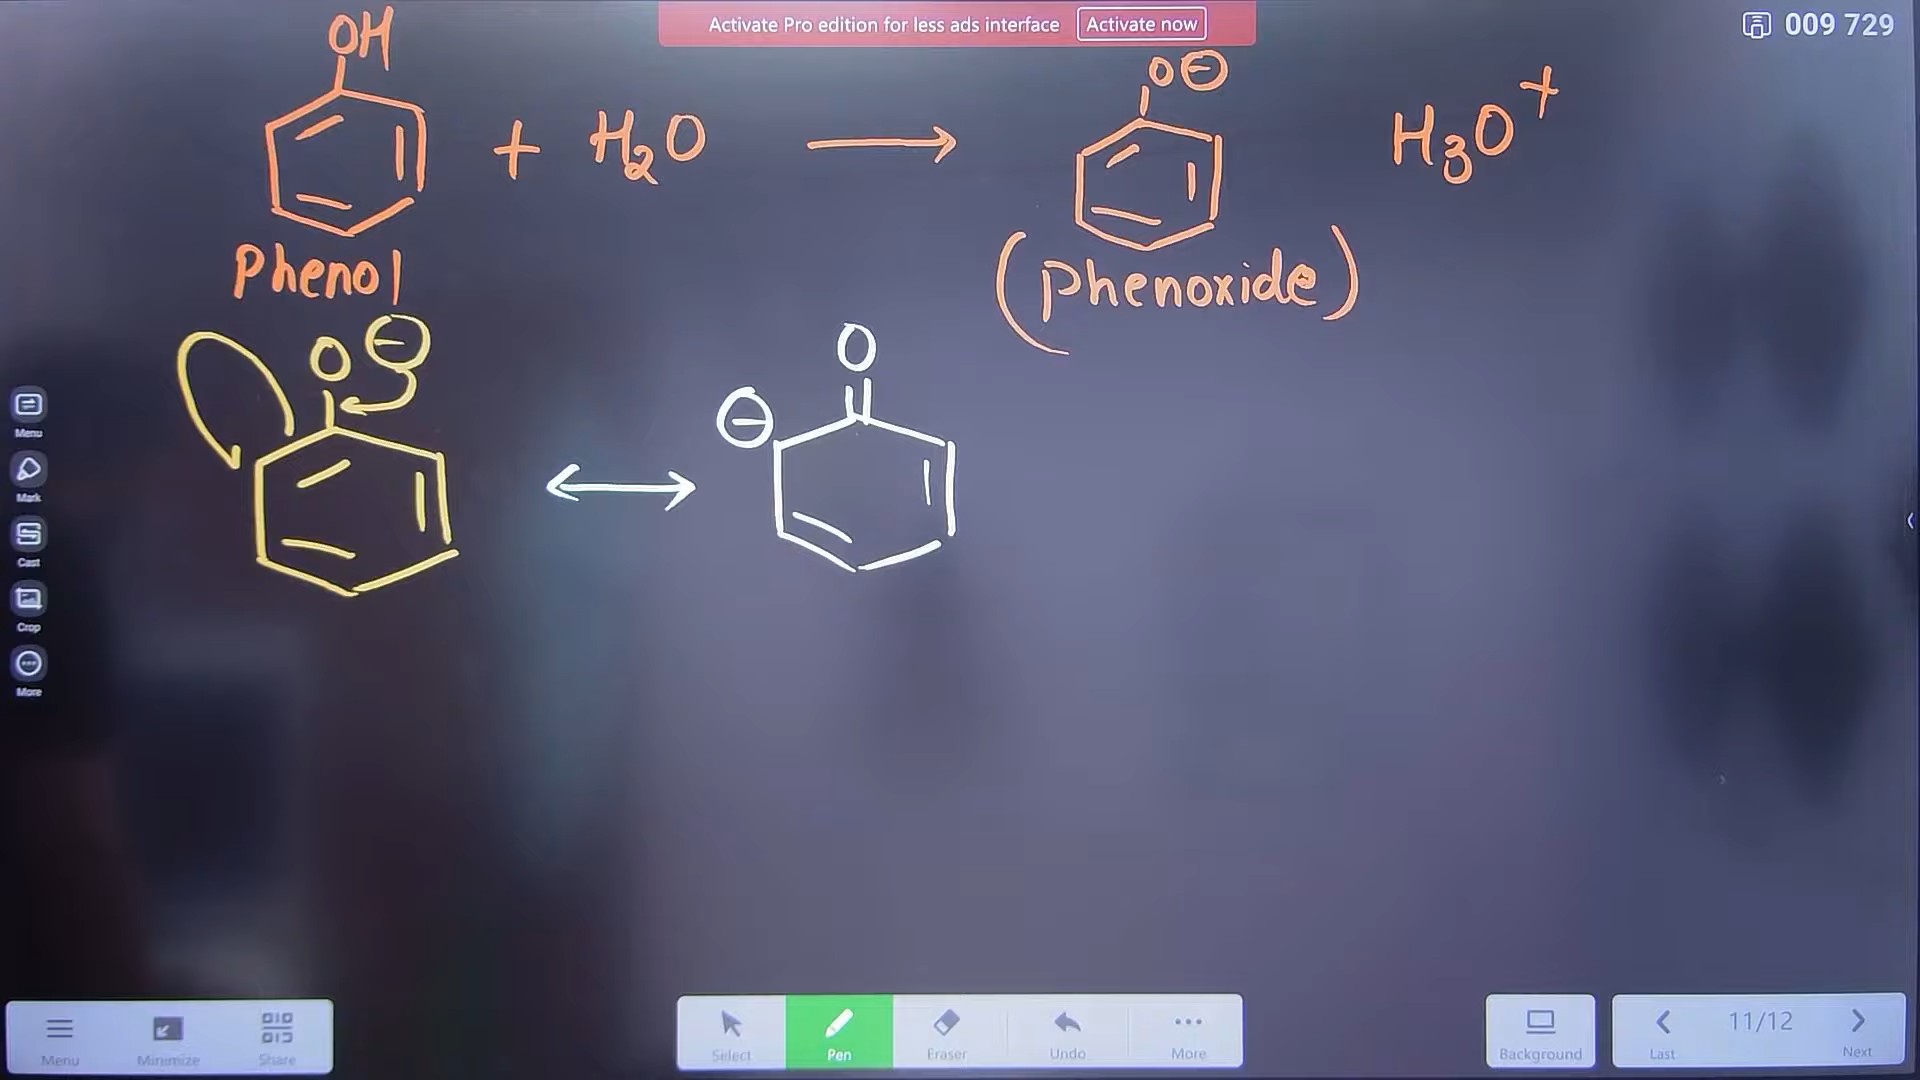 Activate Pro edition for less ads interface Activate now
009 729
OH
+ H2O → O⊖ H3O+
Phenol
(Phenoxide)
O ⊖
O
⊖
Menu
Mark
Cast
Crop
More
Menu Minimize Share
Select Pen Eraser Undo More
Background
Last 11/12 Next